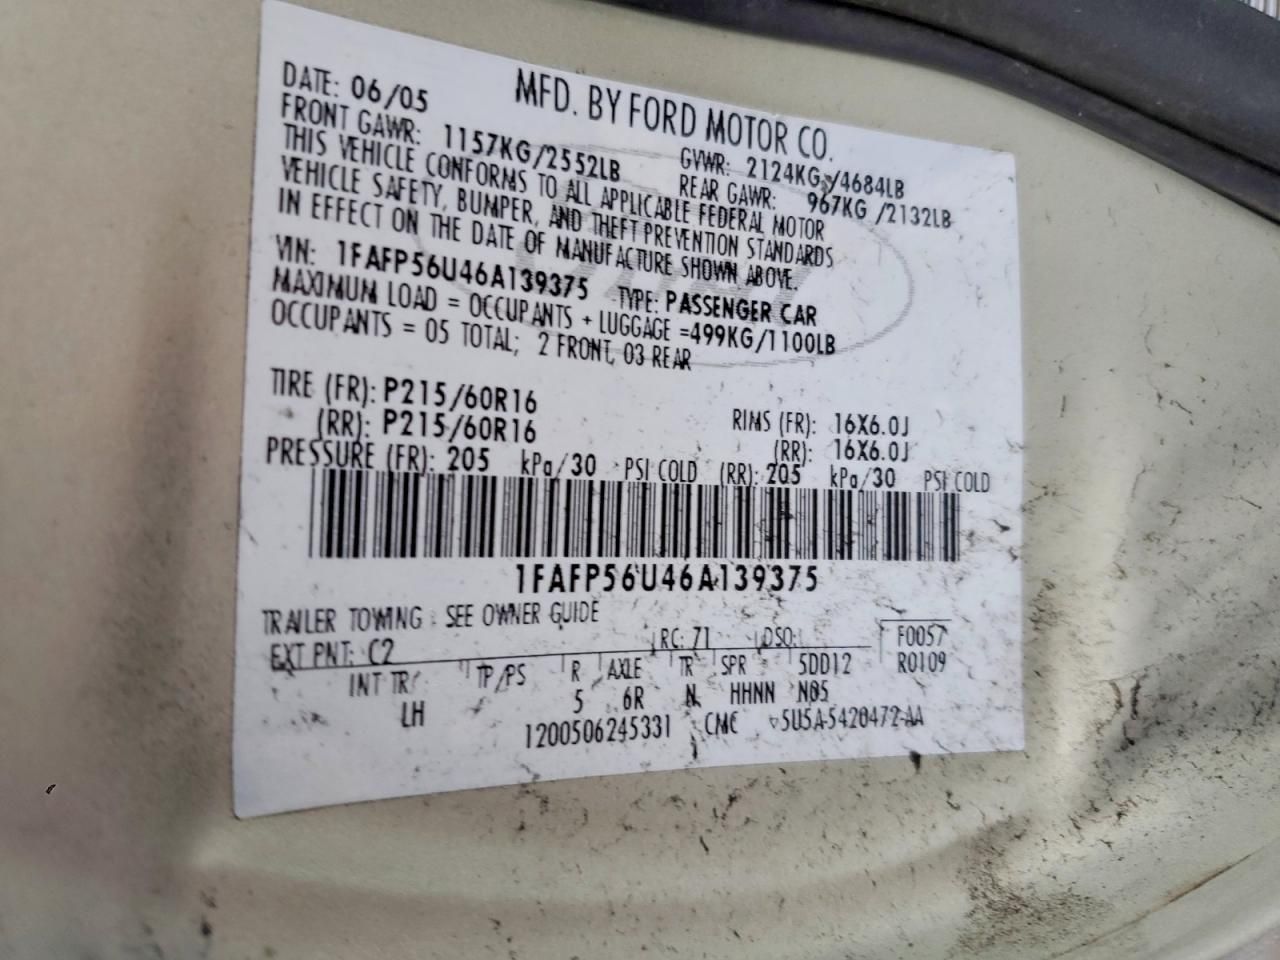 MFD. BY FORD MOTOR CO.
DATE: 06/05 GVWR: 2124KG/4684LB
FRONT GAWR: 1157KG/2552LB REAR GAWR: 967KG/2132LB
THIS VEHICLE CONFORMS TO ALL APPLICABLE FEDERAL MOTOR
VEHICLE SAFETY, BUMPER, AND THEFT PREVENTION STANDARDS
IN EFFECT ON THE DATE OF MANUFACTURE SHOWN ABOVE.
VIN: 1FAFP56U46A139375 TYPE: PASSENGER CAR
MAXIMUM LOAD = OCCUPANTS + LUGGAGE =499KG/1100LB
OCCUPANTS = 05 TOTAL; 2 FRONT, 03 REAR
TIRE (FR): P215/60R16 RIMS (FR): 16X6.0J
(RR): P215/60R16 (RR): 16X6.0J
PRESSURE (FR): 205 kPa/30 PSI COLD (RR): 205 kPa/30 PSI COLD
1FAFP56U46A139375
TRAILER TOWING : SEE OWNER GUIDE
EXT PNT: C2 RC: 71 DSO: F0057
INT TR TP/PS R AXLE TR SPR 5DD12 R0109
LH 5 6R N HHNN N05
1200506245331 CMC 5U5A-5420472-AA